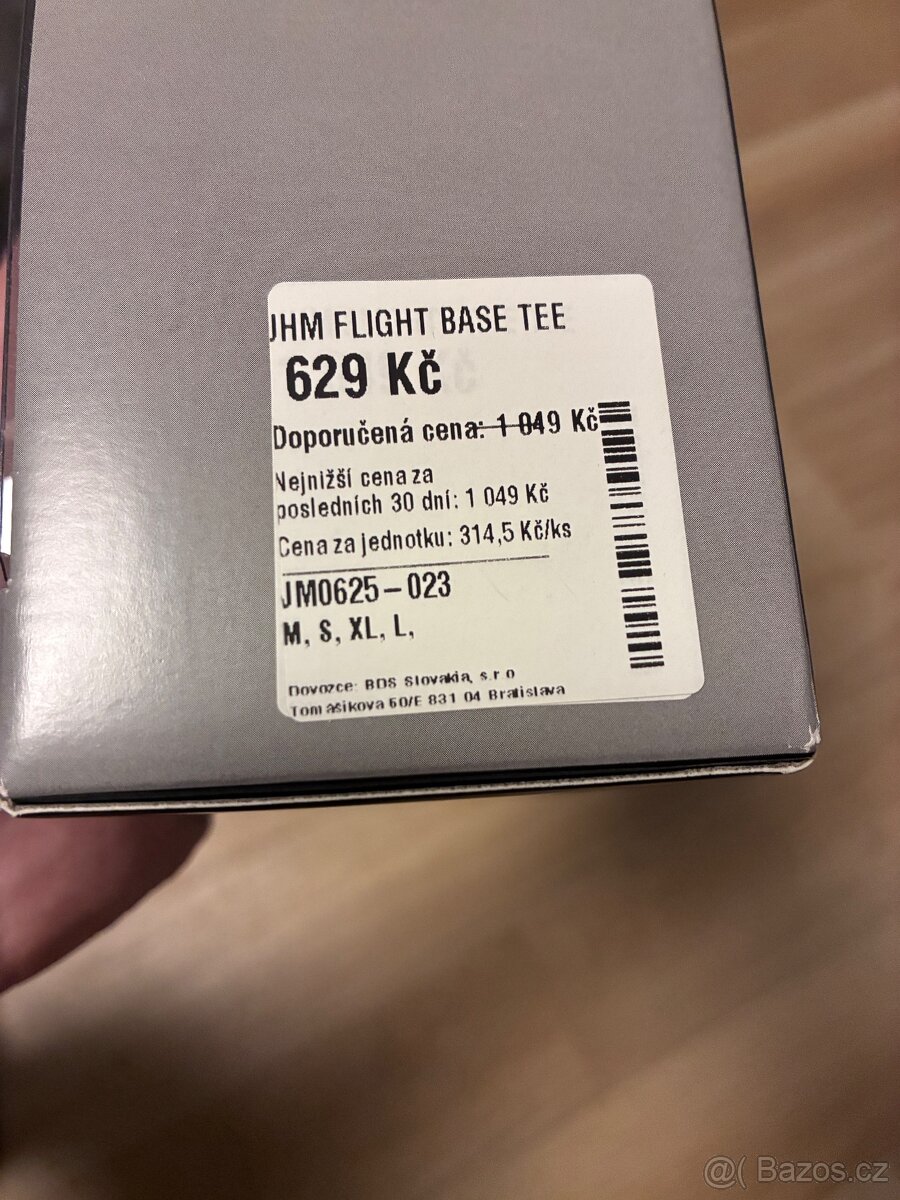 JHM FLIGHT BASE TEE
629 Kč
Doporučená cena: 1 049 Kč
Nejnižší cena za
posledních 30 dní: 1 049 Kč
Cena za jednotku: 314,5 Kč/ks
JM0625-023
M, S, XL, L,
Dovozce: BDS Slovakia, s.r.o
Tomášikova 50/E 831 04 Bratislava
@( Bazos.cz